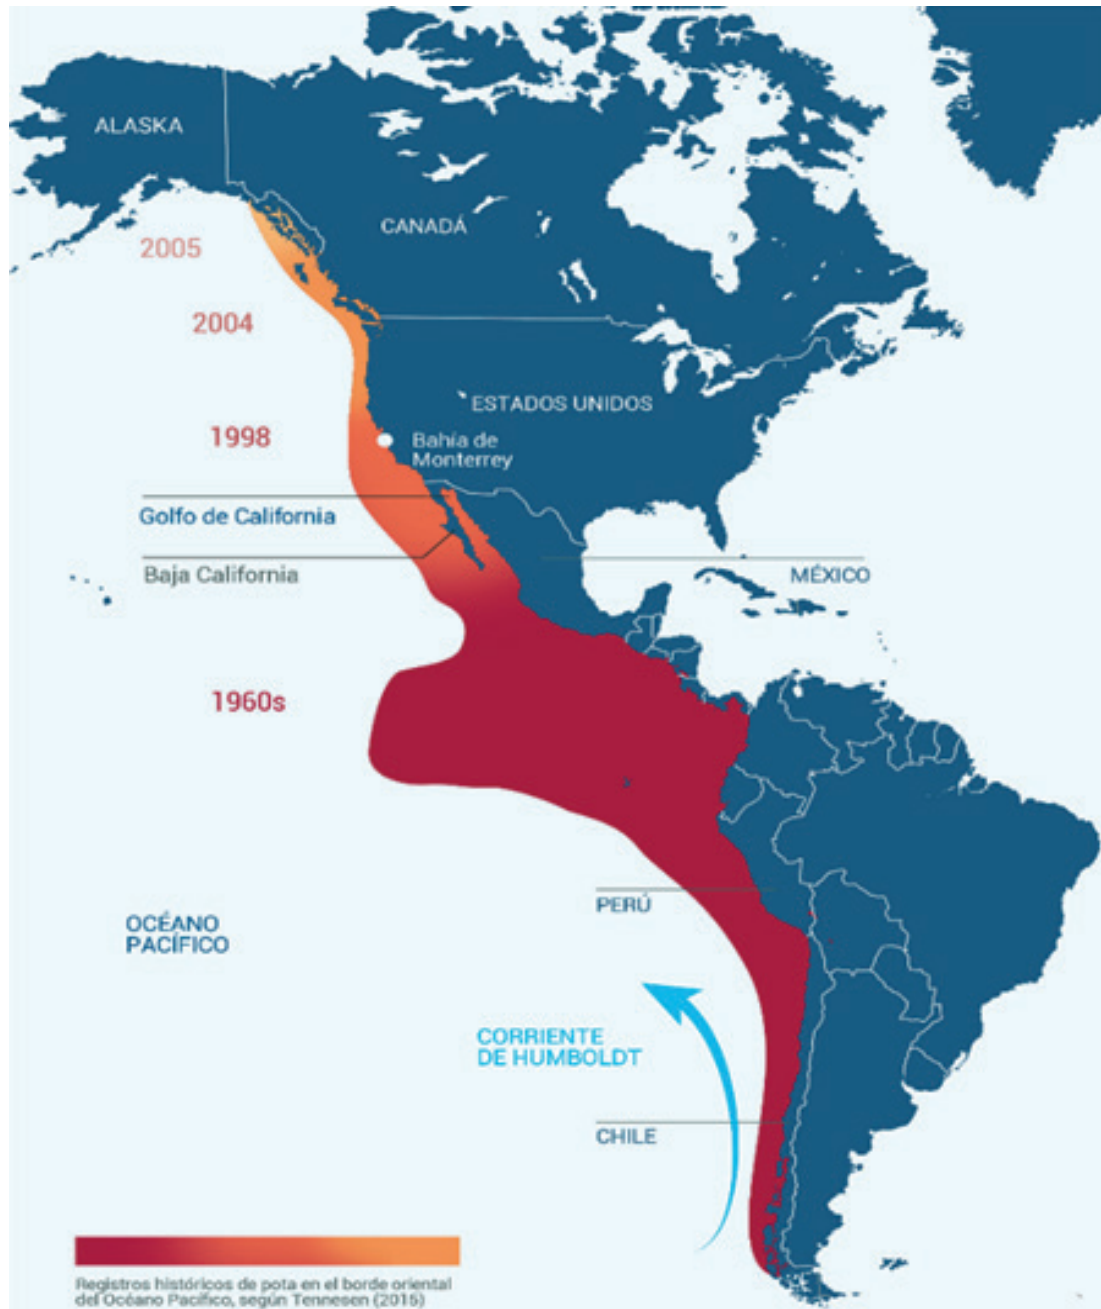 ALASKA
CANADÁ
2005
2004
ESTADOS UNIDOS
1998
Bahía de
Monterrey
Golfo de California
Baja California
MÉXICO
1960s
PERÚ
OCÉANO
PACÍFICO
CORRIENTE
DE HUMBOLDT
CHILE
Registros históricos de pota en el borde oriental
del Océano Pacífico, según Tennesen (2015)